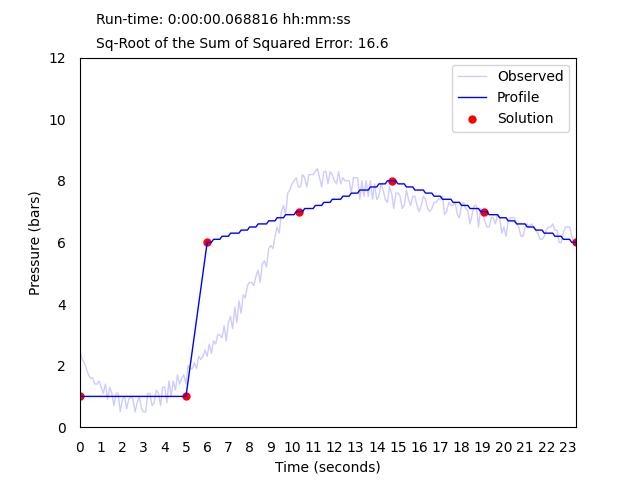 Run-time: 0:00:00.068816 hh:mm:ss
Sq-Root of the Sum of Squared Error: 16.6
12
10
8
6
4
2
0
Pressure (bars)
Observed
Profile
Solution
0 1 2 3 4 5 6 7 8 9 10 11 12 13 14 15 16 17 18 19 20 21 22 23
Time (seconds)